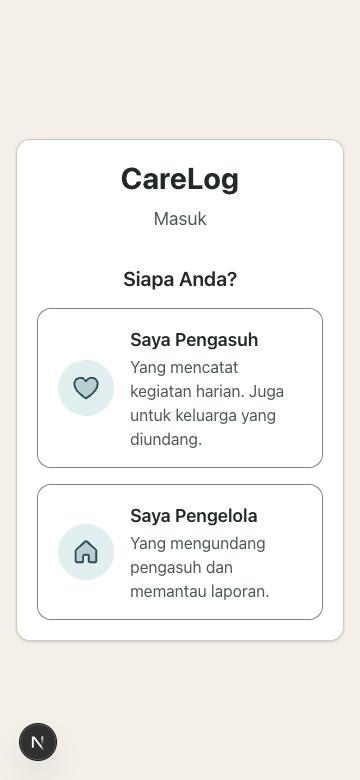 CareLog
Masuk
Siapa Anda?
Saya Pengasuh
Yang mencatat
kegiatan harian. Juga
untuk keluarga yang
diundang.
Saya Pengelola
Yang mengundang
pengasuh dan
memantau laporan.
N